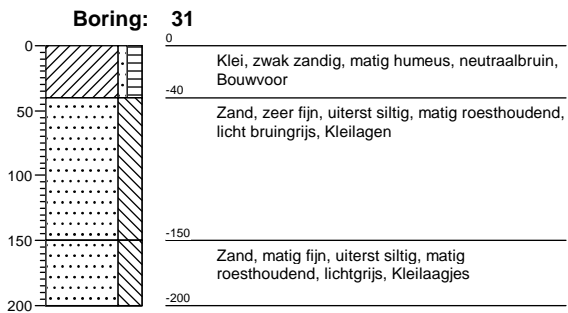 Boring: 31
0
0
Klei, zwak zandig, matig humeus, neutraalbruin,
Bouwvoor
-40
50
Zand, zeer fijn, uiterst siltig, matig roesthoudend,
licht bruingrijs, Kleilagen
100
150
-150
Zand, matig fijn, uiterst siltig, matig
roesthoudend, lichtgrijs, Kleilaagjes
200
-200